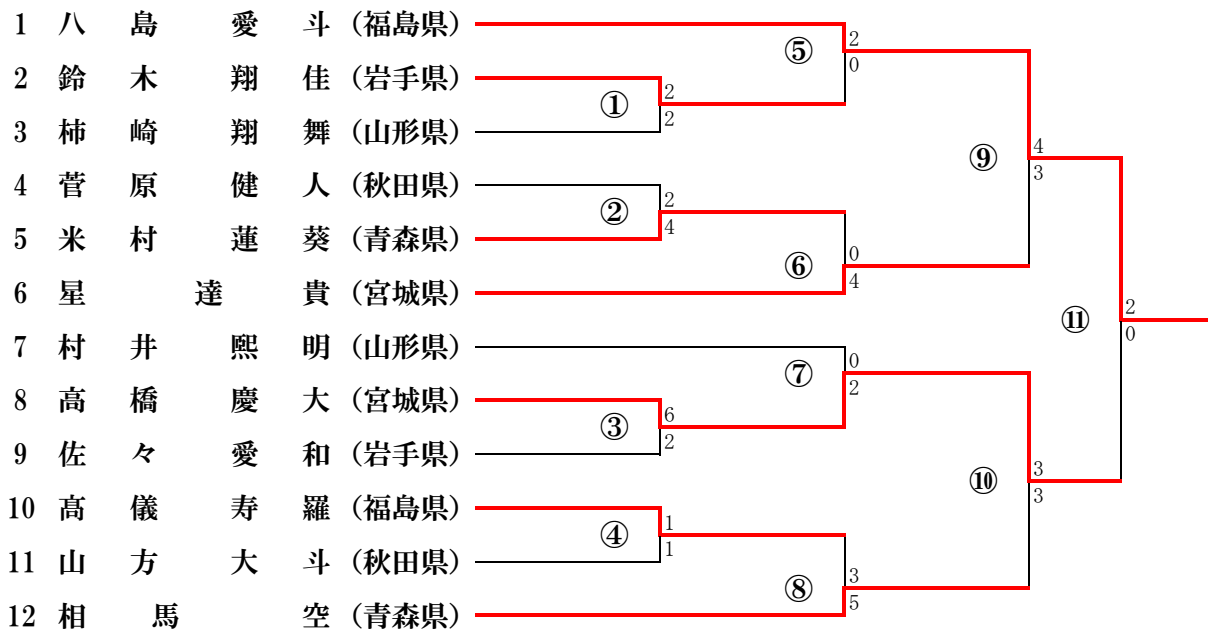 1 八島 愛斗 (福島県)
⑤ 2
0
2 鈴木 翔佳 (岩手県)
① 2
2
3 柿崎 翔舞 (山形県)
⑨ 4
3
4 菅原 健人 (秋田県)
② 2
4
5 米村 蓮葵 (青森県)
⑥ 0
4
6 星 達貴 (宮城県)
⑪ 2
0
7 村井 熙明 (山形県)
⑦ 0
2
8 高橋 慶大 (宮城県)
③ 6
2
9 佐々 愛和 (岩手県)
⑩ 3
3
10 髙儀 寿羅 (福島県)
④ 1
1
11 山方 大斗 (秋田県)
⑧ 3
5
12 相馬 空 (青森県)